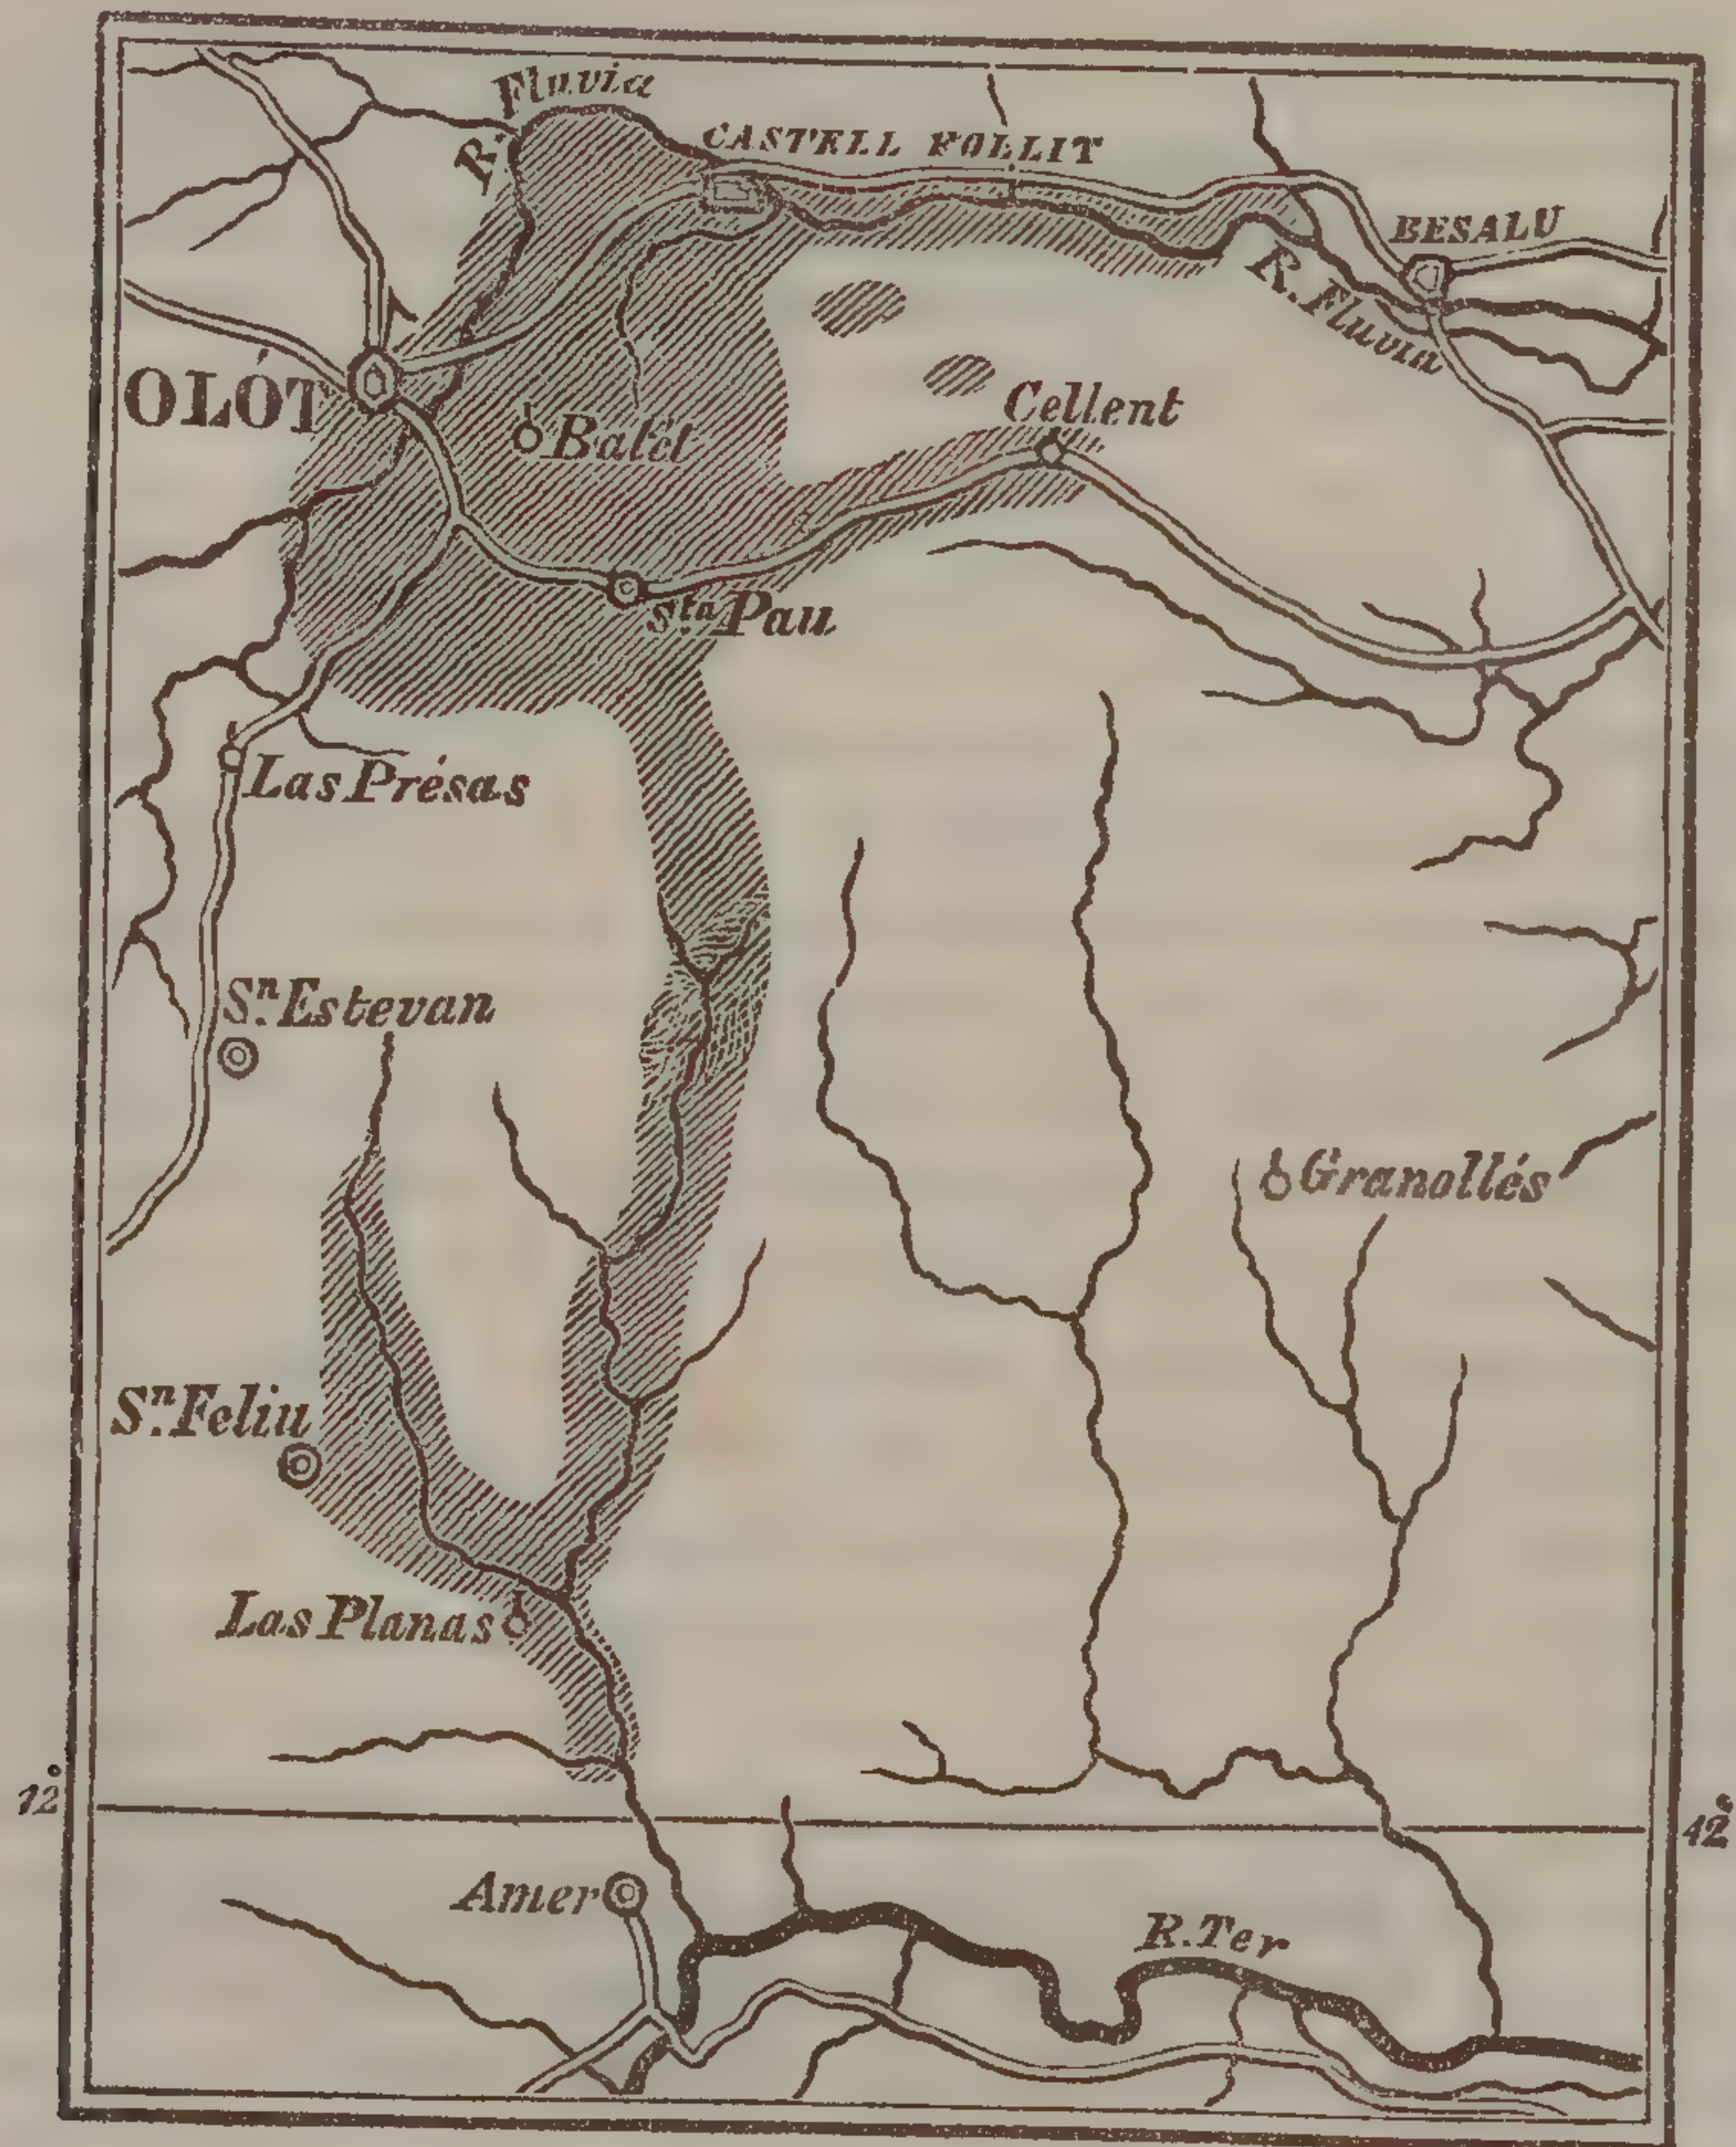 R. Fluvia
CASTELL FOLLIT
BESALU
R. Fluvia
OLÓT
Cellent
Batet
Sta Pau
Las Présas
Sn. Estevan
Granollés
Sn. Feliu
Las Planas
12°
42°
Amer
R. Ter